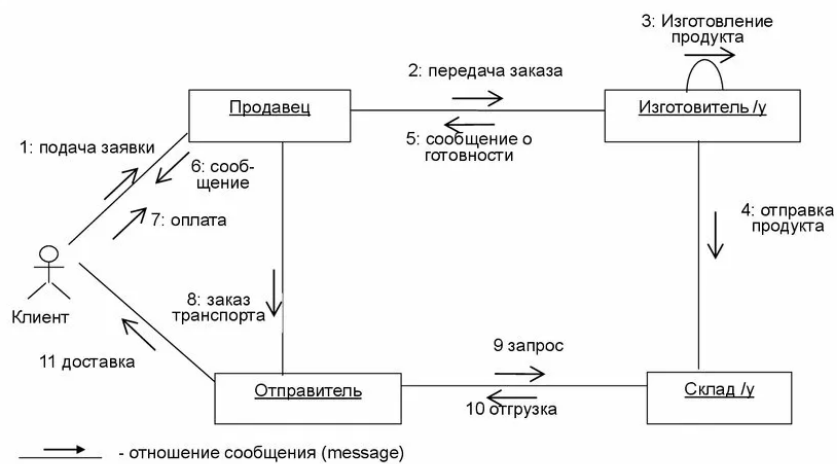 3: Изготовление
продукта
2: передача заказа
Продавец
Изготовитель /у
5: сообщение о
готовности
1: подача заявки
6: сооб-
щение
7: оплата
4: отправка
продукта
8: заказ
транспорта
Клиент
11 доставка
9 запрос
Отправитель
Склад /у
10 отгрузка
- отношение сообщения (message)